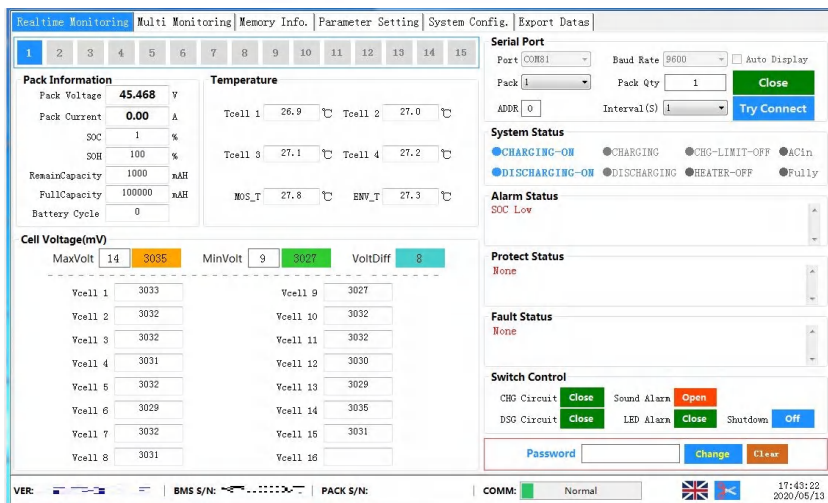 Realtime Monitoring Multi Monitoring Memory Info. Parameter Setting System Config. Export Datas
1 2 3 4 5 6 7 8 9 10 11 12 13 14 15
Pack Information
Pack Voltage 45.468 V
Pack Current 0.00 A
SOC 1 %
SOH 100 %
RemainCapacity 1000 mAH
FullCapacity 100000 mAH
Battery Cycle 0
Temperature
Tcell 1 26.9 ℃ Tcell 2 27.0 ℃
Tcell 3 27.1 ℃ Tcell 4 27.2 ℃
MOS_T 27.8 ℃ ENV_T 27.3 ℃
Cell Voltage(mV)
MaxVolt 14 3035 MinVolt 9 3027 VoltDiff 8
Vcell 1 3033 Vcell 9 3027
Vcell 2 3032 Vcell 10 3032
Vcell 3 3032 Vcell 11 3032
Vcell 4 3031 Vcell 12 3030
Vcell 5 3032 Vcell 13 3029
Vcell 6 3029 Vcell 14 3035
Vcell 7 3032 Vcell 15 3031
Vcell 8 3031 Vcell 16
Serial Port
Port COM81 Baud Rate 9600 Auto Display
Pack 1 Pack Qty 1 Close
ADDR 0 Interval(S) 1 Try Connect
System Status
CHARGING-ON CHARGING CHG-LIMIT-OFF ACin
DISCHARGING-ON DISCHARGING HEATER-OFF Fully
Alarm Status
SOC Low
Protect Status
None
Fault Status
None
Switch Control
CHG Circuit Close Sound Alarm Open
DSG Circuit Close LED Alarm Close Shutdown Off
Password Change Clear
VER: BMS S/N: PACK S/N: COMM: Normal
17:43:22
2020/05/13